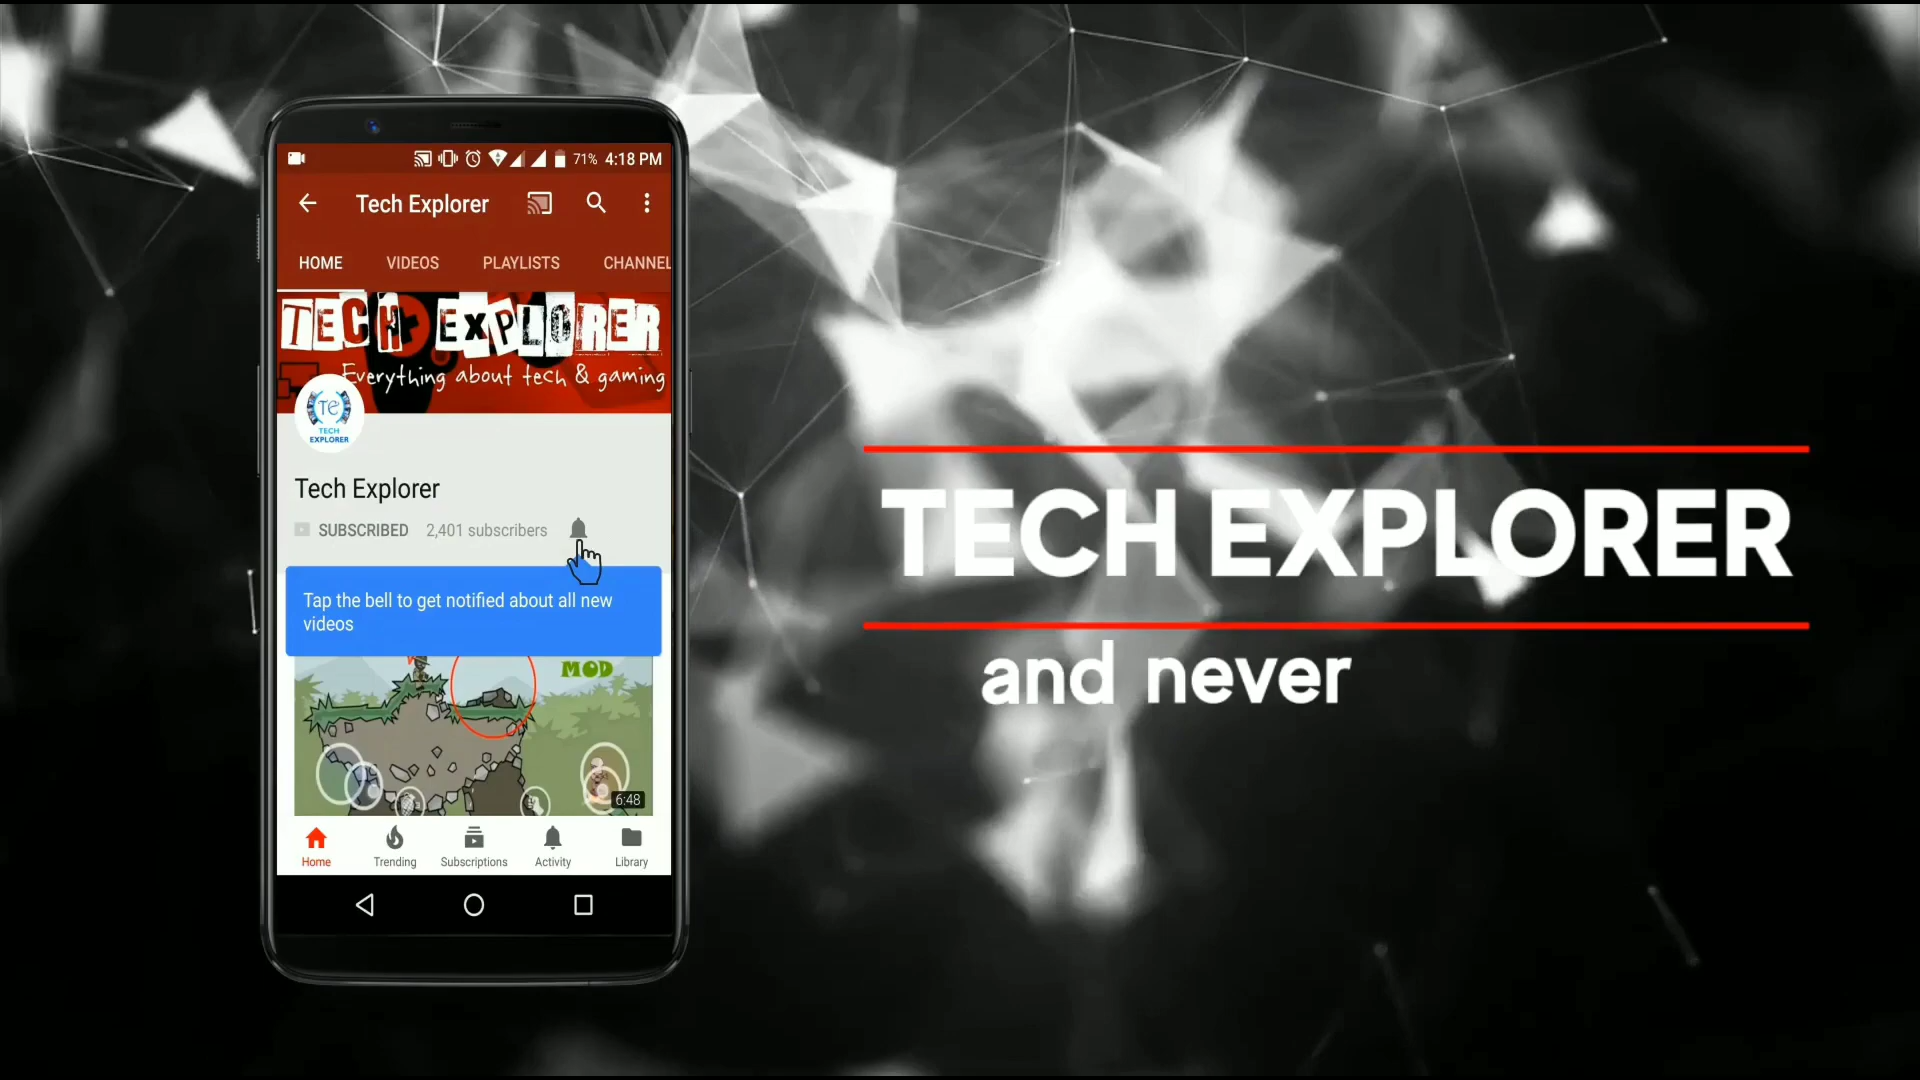 71% 4:18 PM
Tech Explorer
HOME VIDEOS PLAYLISTS CHANNEL
TECH EXPLORER
Everything about tech & gaming
TE
TECH
EXPLORER
Tech Explorer
SUBSCRIBED 2,401 subscribers
Tap the bell to get notified about all new
videos
MOD
6:48
Home Trending Subscriptions Activity Library
TECH EXPLORER
and never